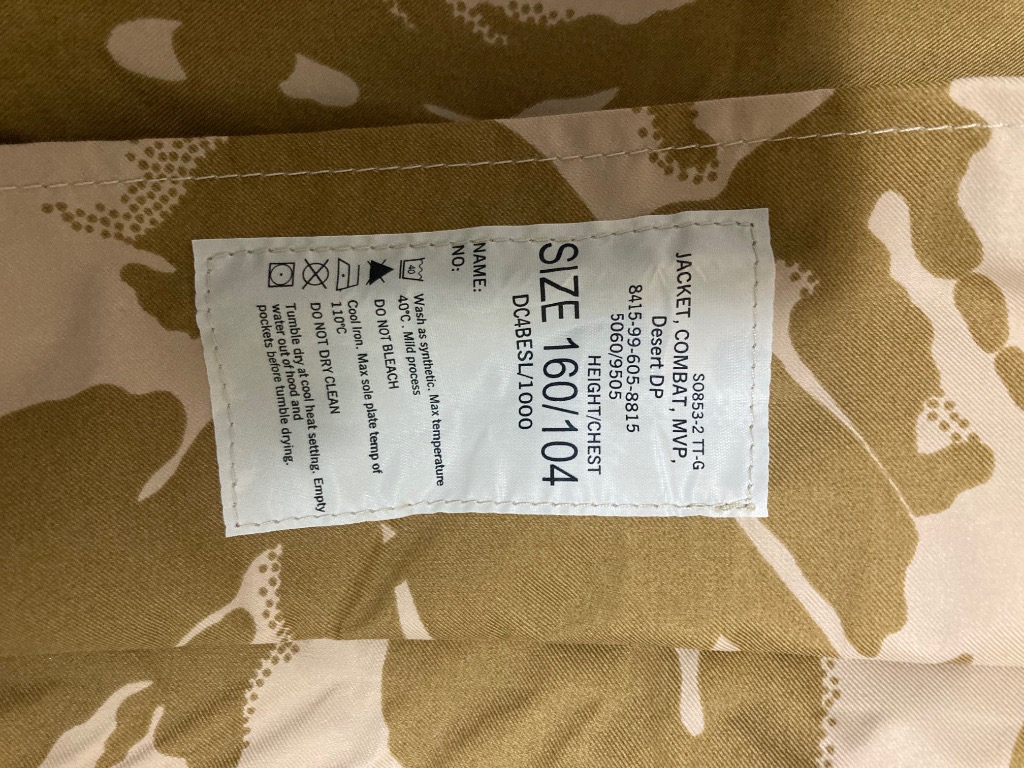 S0853-2 TT-G
JACKET, COMBAT, MVP,
Desert DP
8415-99-605-8815
5060/9505
HEIGHT/CHEST
SIZE 160/104
DC4BESL/1000
NAME:
NO:
40
Wash as synthetic. Max temperature
40°C. Mild process
DO NOT BLEACH
Cool Iron. Max sole plate temp of
110°C
DO NOT DRY CLEAN
Tumble dry at cool heat setting. Empty
water out of hood and
pockets before tumble drying.